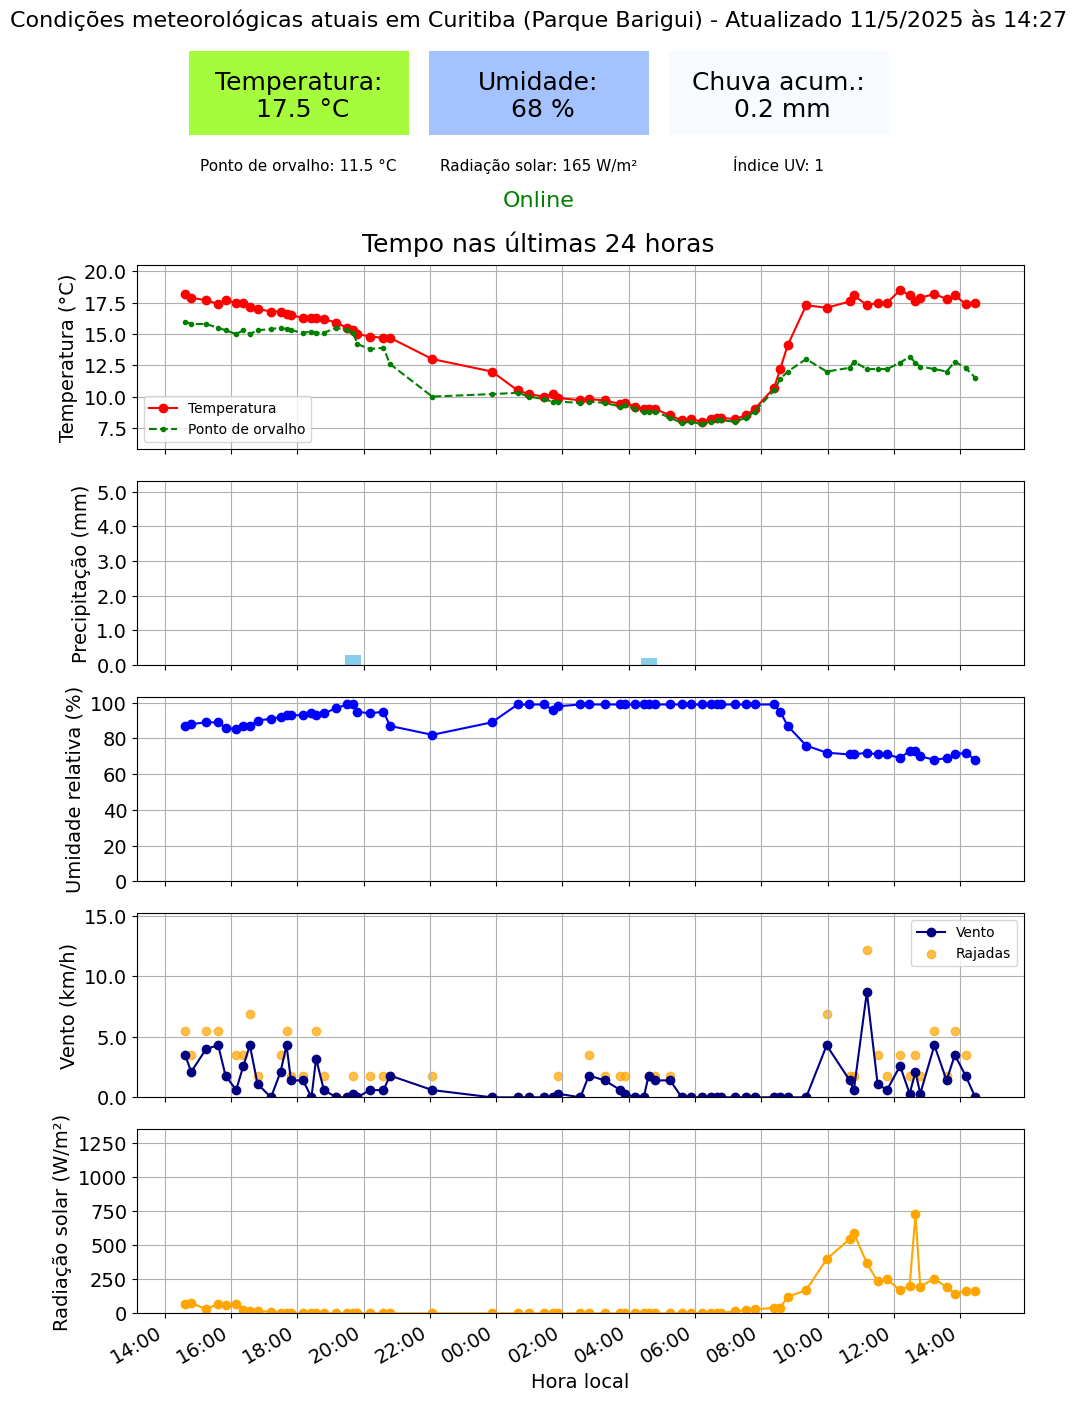 Condições meteorológicas atuais em Curitiba (Parque Barigui) - Atualizado 11/5/2025 às 14:27
Temperatura:
17.5 °C
Umidade:
68 %
Chuva acum.:
0.2 mm
Ponto de orvalho: 11.5 °C
Radiação solar: 165 W/m²
Índice UV: 1
Online
Tempo nas últimas 24 horas
Temperatura (°C)
20.0
17.5
15.0
12.5
10.0
7.5
Temperatura
Ponto de orvalho
Precipitação (mm)
5.0
4.0
3.0
2.0
1.0
0.0
Umidade relativa (%)
100
80
60
40
20
0
Vento (km/h)
15.0
10.0
5.0
0.0
Vento
Rajadas
Radiação solar (W/m²)
1250
1000
750
500
250
0
14:00
16:00
18:00
20:00
22:00
00:00
02:00
04:00
06:00
08:00
10:00
12:00
14:00
Hora local